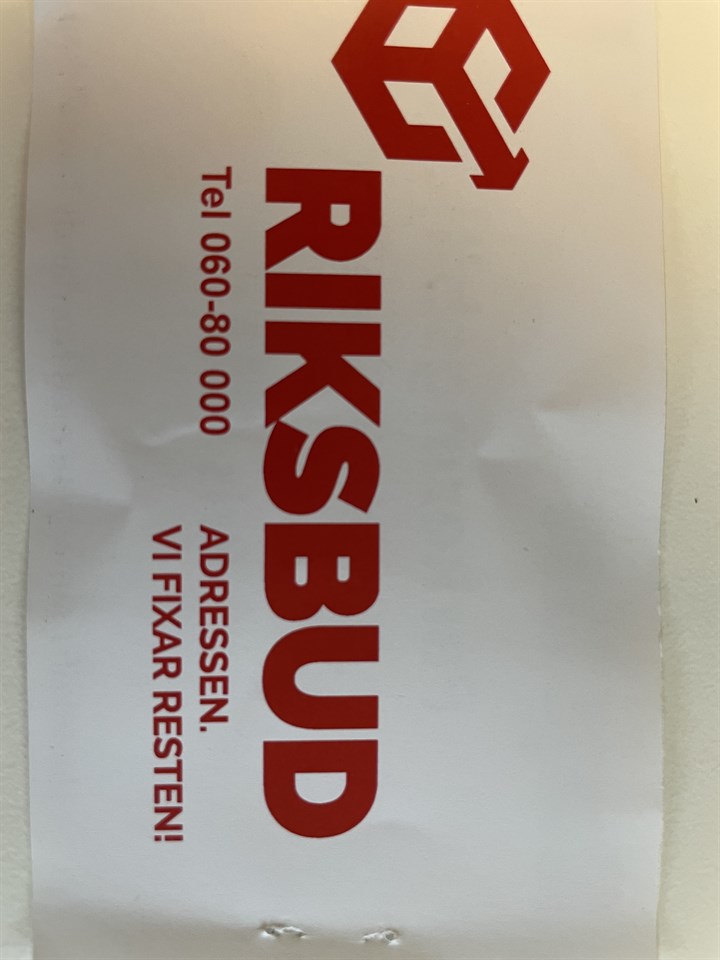 RIKSBUD
Tel 060-80 000
ADRESSEN.
VI FIXAR RESTEN!